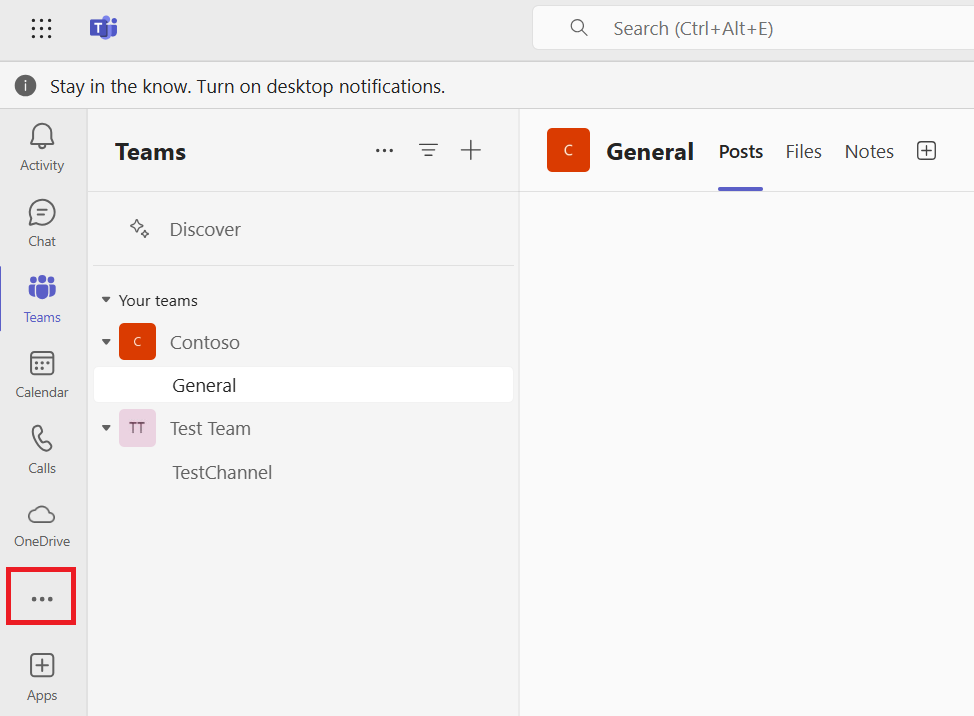 Search (Ctrl+Alt+E)
Stay in the know. Turn on desktop notifications.
Activity
Chat
Teams
Calendar
Calls
OneDrive
Apps
Teams
Discover
Your teams
C Contoso
General
TT Test Team
TestChannel
C General Posts Files Notes